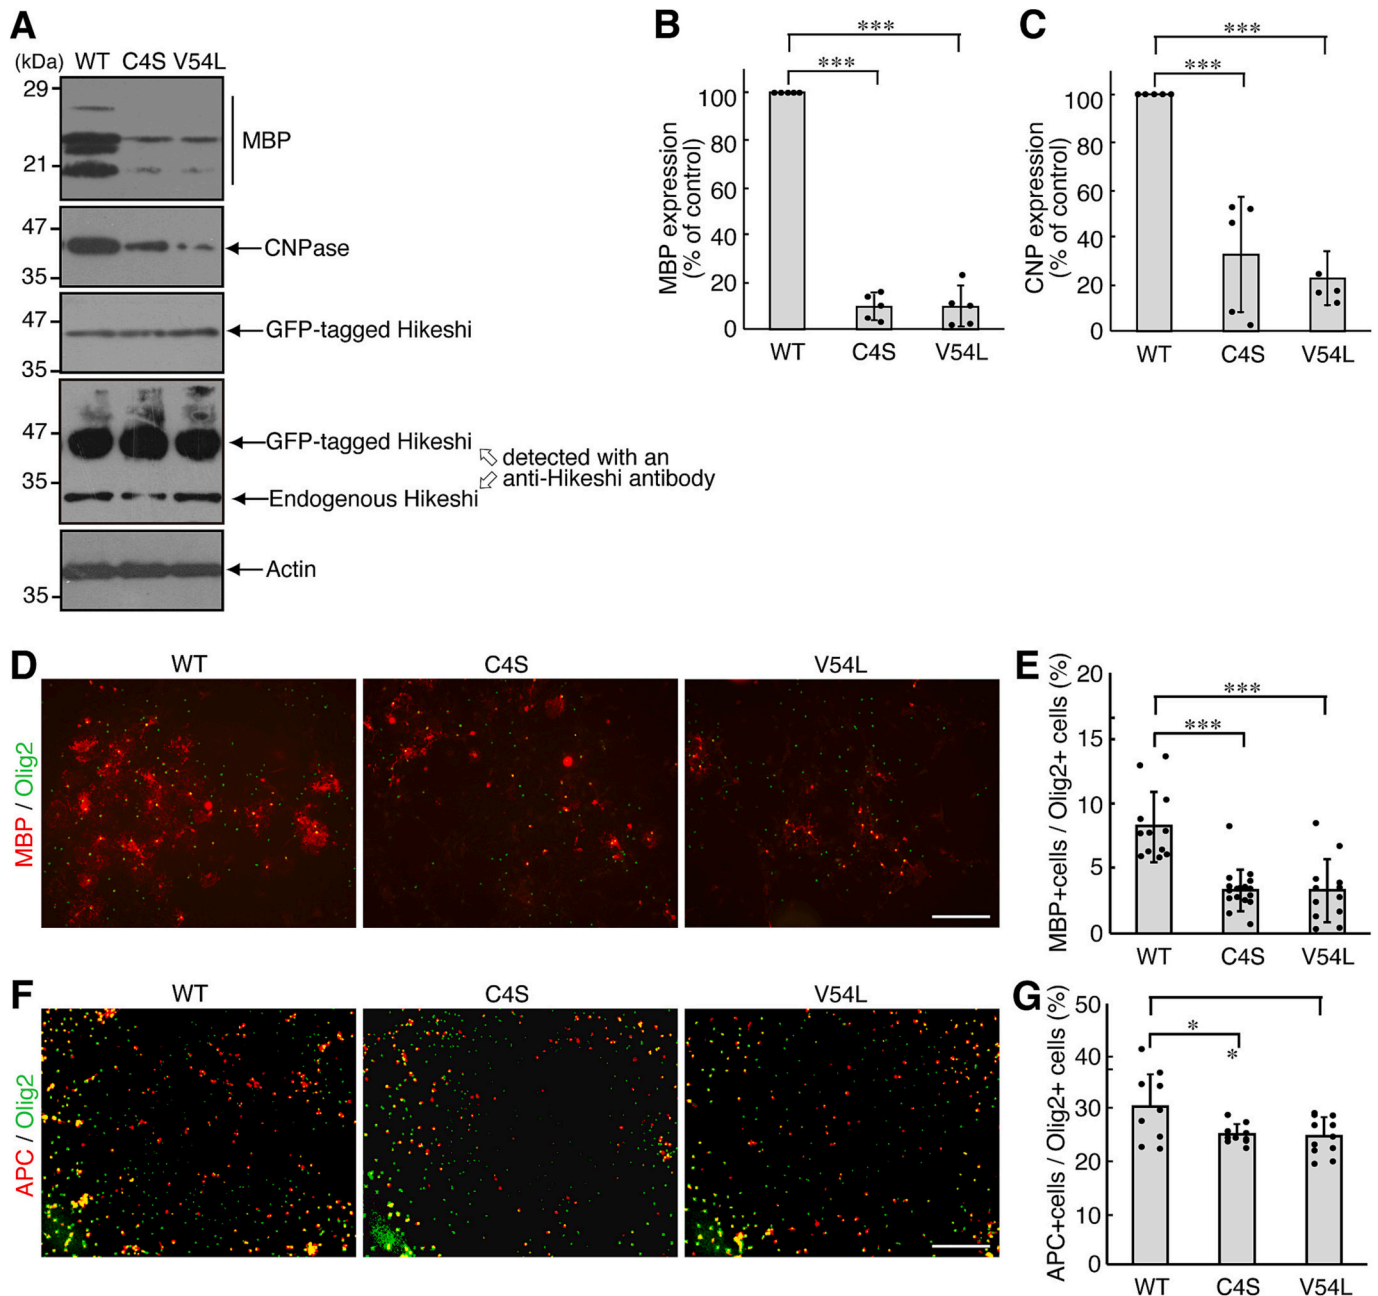 A
(kDa) WT C4S V54L
29
MBP
21
47
CNPase
35
47
GFP-tagged Hikeshi
35
47
GFP-tagged Hikeshi
detected with an
35
anti-Hikeshi antibody
Endogenous Hikeshi
Actin
35
B
***
***
MBP expression
(% of control)
100
80
60
40
20
0
WT C4S V54L
C
***
***
CNP expression
(% of control)
100
80
60
40
20
0
WT C4S V54L
D
WT C4S V54L
MBP / Olig2
E
MBP+cells / Olig2+ cells (%)
20
15
10
5
0
***
***
WT C4S V54L
F
WT C4S V54L
APC / Olig2
G
APC+cells / Olig2+ cells (%)
50
40
30
20
10
0
*
*
WT C4S V54L